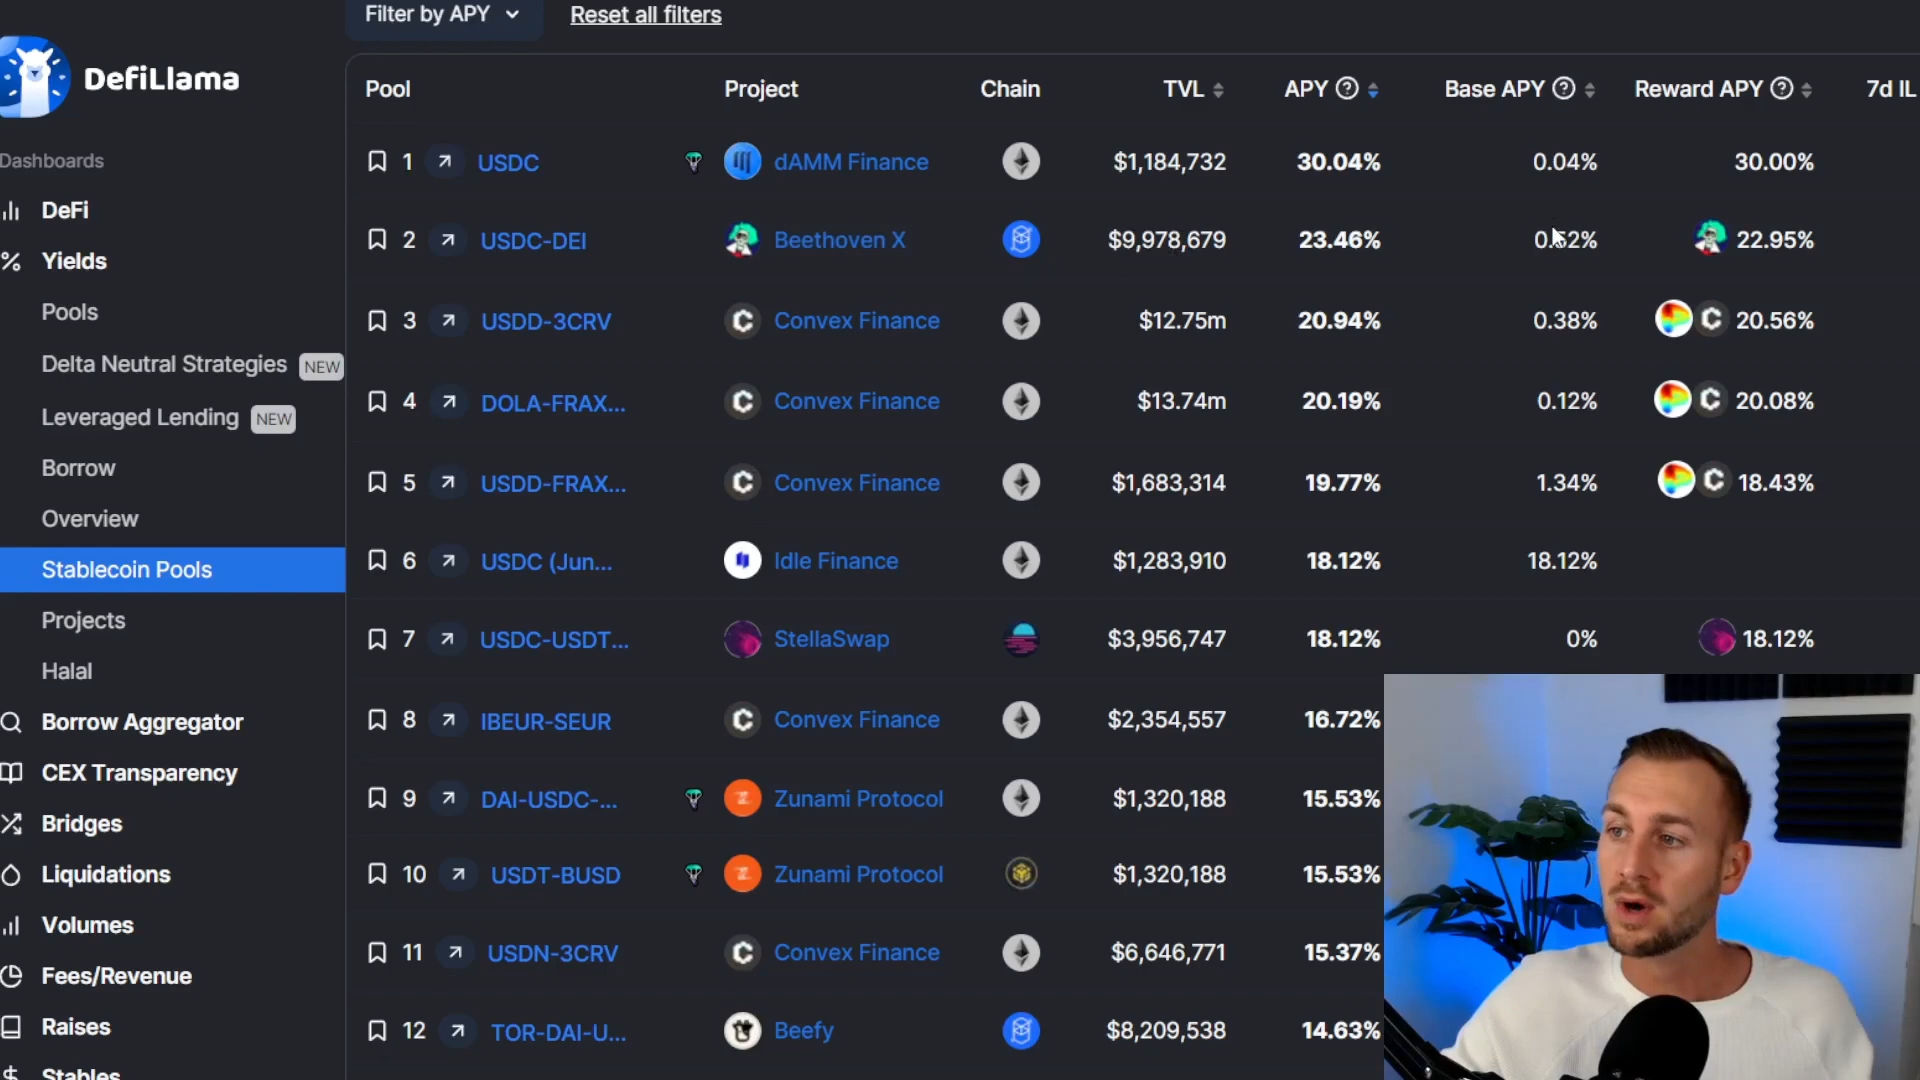 Filter by APY
Reset all filters
DefiLlama
Dashboards
DeFi
Yields
Pools
Delta Neutral Strategies NEW
Leveraged Lending NEW
Borrow
Overview
Stablecoin Pools
Projects
Halal
Borrow Aggregator
CEX Transparency
Bridges
Liquidations
Volumes
Fees/Revenue
Raises
Stables
Pool Project Chain TVL APY Base APY Reward APY 7d IL
1 USDC dAMM Finance $1,184,732 30.04% 0.04% 30.00%
2 USDC-DEI Beethoven X $9,978,679 23.46% 22.95%
3 USDD-3CRV Convex Finance $12.75m 20.94% 0.38% 20.56%
4 DOLA-FRAX... Convex Finance $13.74m 20.19% 0.12% 20.08%
5 USDD-FRAX... Convex Finance $1,683,314 19.77% 1.34% 18.43%
6 USDC (Jun... Idle Finance $1,283,910 18.12% 18.12%
7 USDC-USDT... StellaSwap $3,956,747 18.12% 0% 18.12%
8 IBEUR-SEUR Convex Finance $2,354,557 16.72%
9 DAI-USDC-... Zunami Protocol $1,320,188 15.53%
10 USDT-BUSD Zunami Protocol $1,320,188 15.53%
11 USDN-3CRV Convex Finance $6,646,771 15.37%
12 TOR-DAI-U... Beefy $8,209,538 14.63%